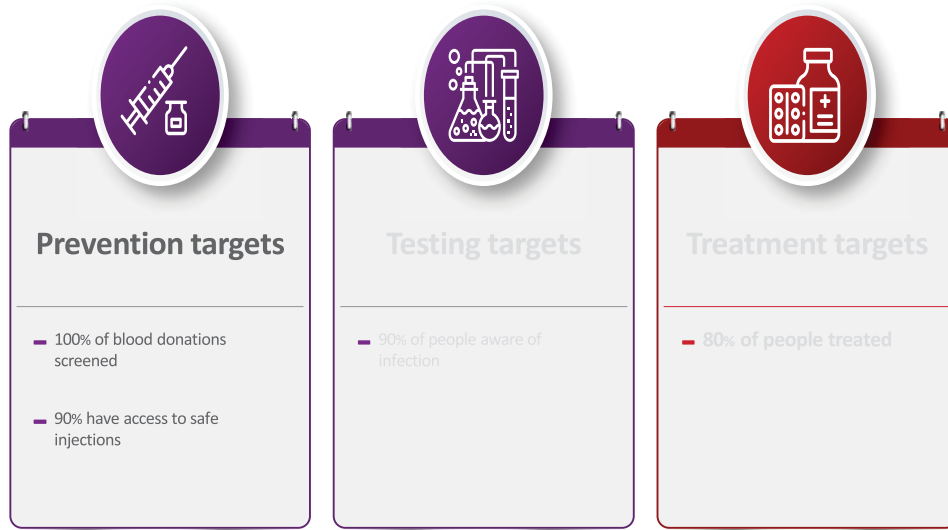 Prevention targets
100% of blood donations
screened
90% have access to safe
injections
Testing targets
90% of people aware of
infection
Treatment targets
80% of people treated